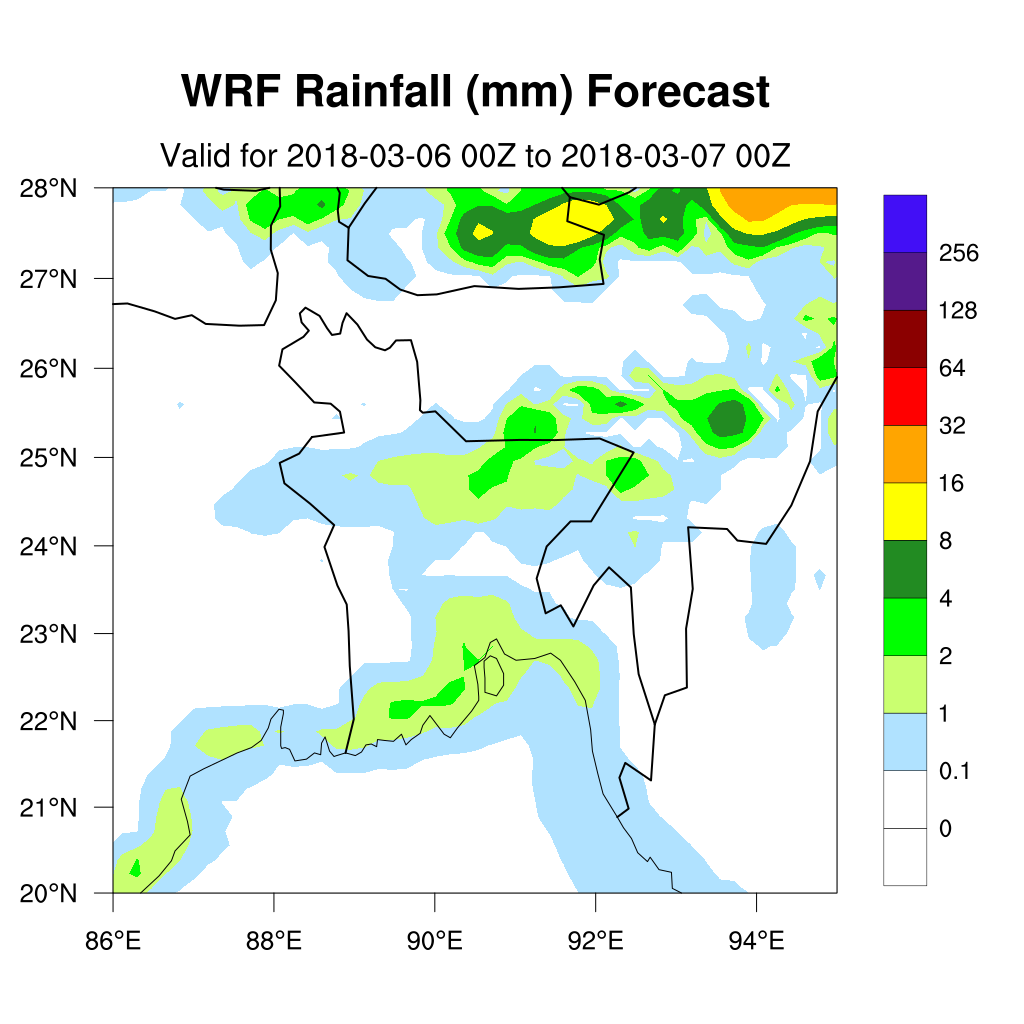 WRF Rainfall (mm) Forecast
Valid for 2018-03-06 00Z to 2018-03-07 00Z
28°N
27°N
26°N
25°N
24°N
23°N
22°N
21°N
20°N
86°E
88°E
90°E
92°E
94°E
256
128
64
32
16
8
4
2
1
0.1
0